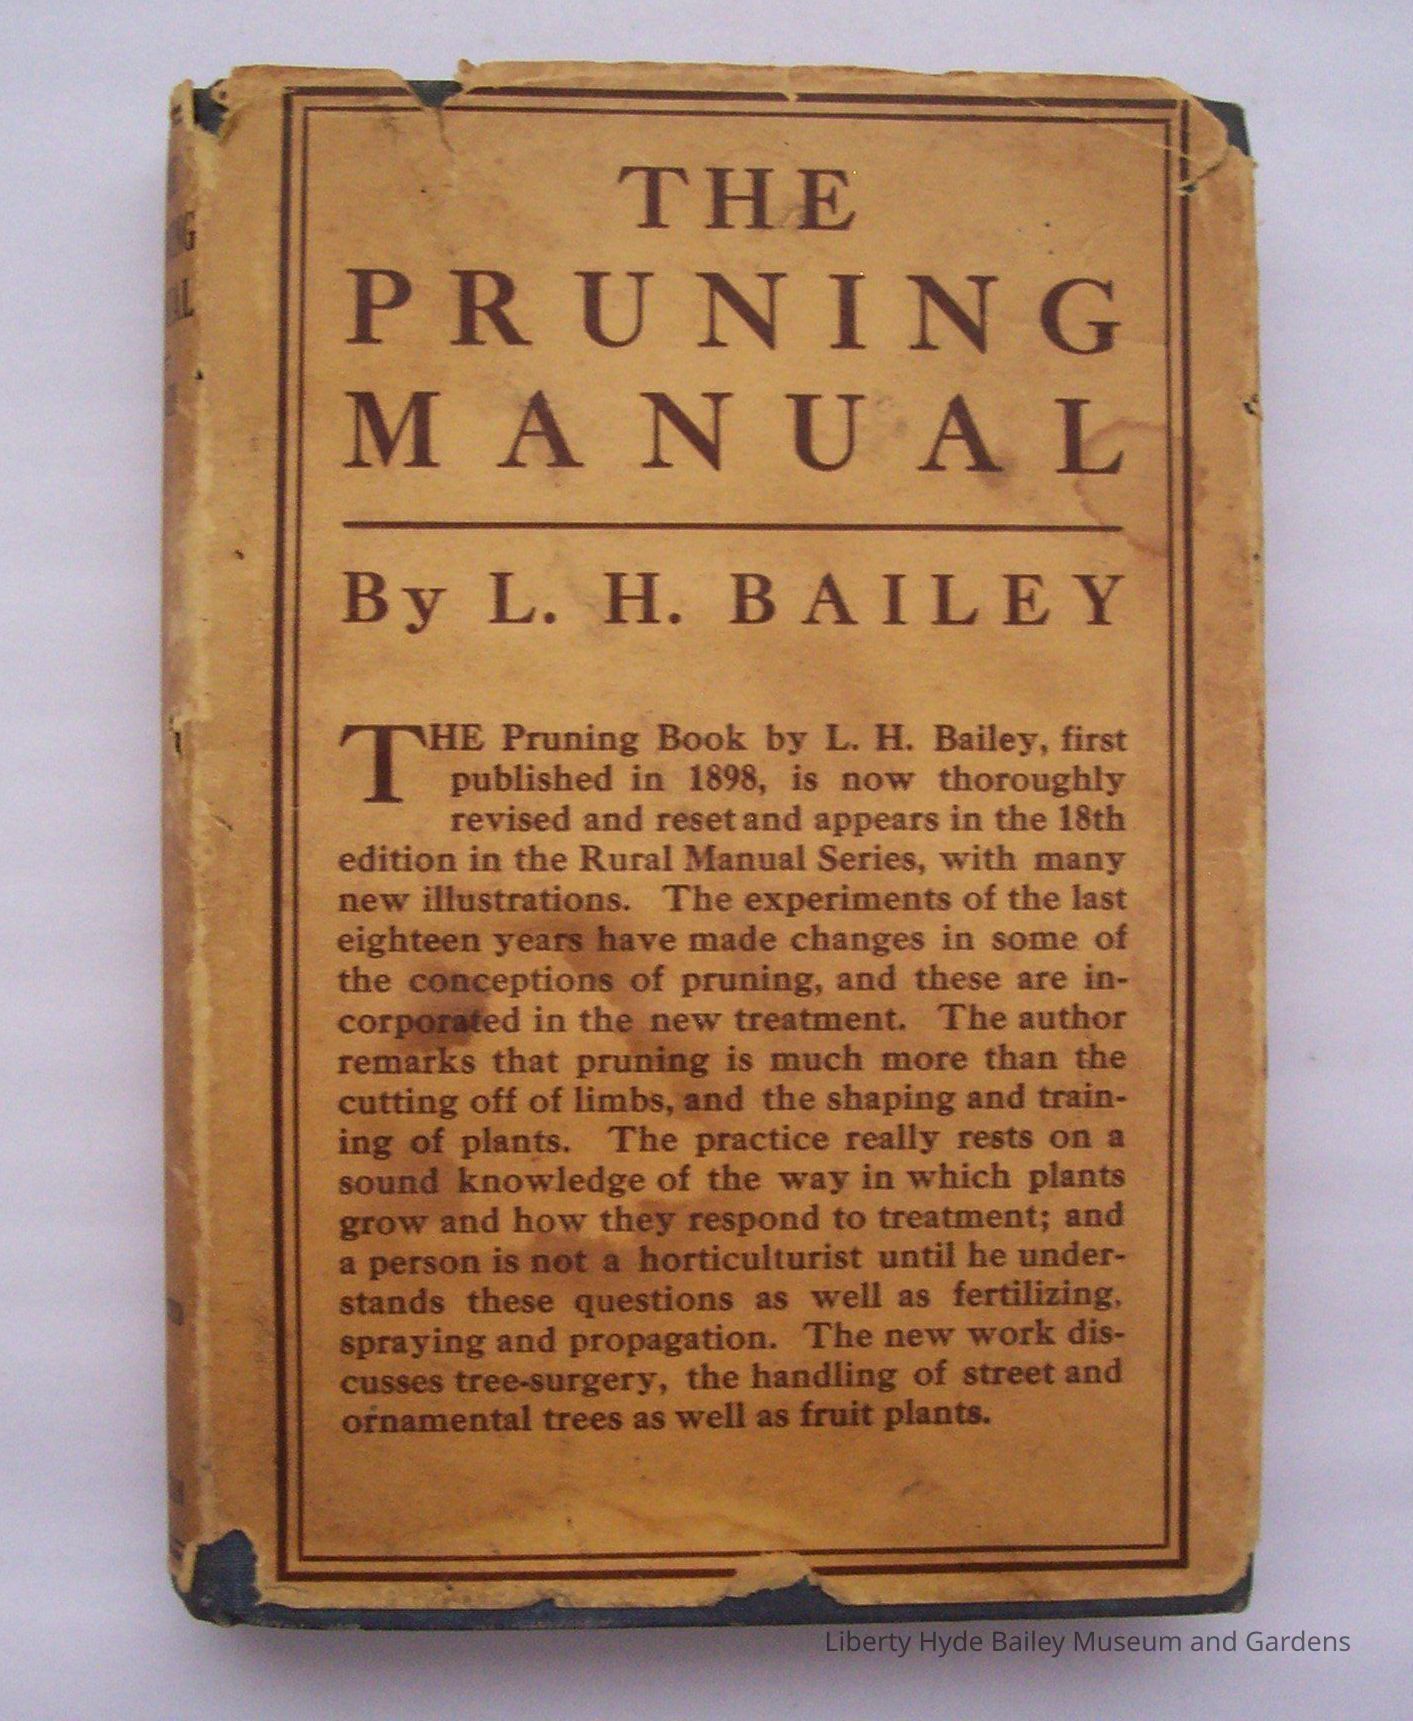 THE
PRUNING
MANUAL
By L. H. BAILEY
THE Pruning Book by L. H. Bailey, first
published in 1898, is now thoroughly
revised and reset and appears in the 18th
edition in the Rural Manual Series, with many
new illustrations. The experiments of the last
eighteen years have made changes in some of
the conceptions of pruning, and these are in-
corporated in the new treatment. The author
remarks that pruning is much more than the
cutting off of limbs, and the shaping and train-
ing of plants. The practice really rests on a
sound knowledge of the way in which plants
grow and how they respond to treatment; and
a person is not a horticulturist until he under-
stands these questions as well as fertilizing,
spraying and propagation. The new work dis-
cusses tree-surgery, the handling of street and
ornamental trees as well as fruit plants.
Liberty Hyde Bailey Museum and Gardens